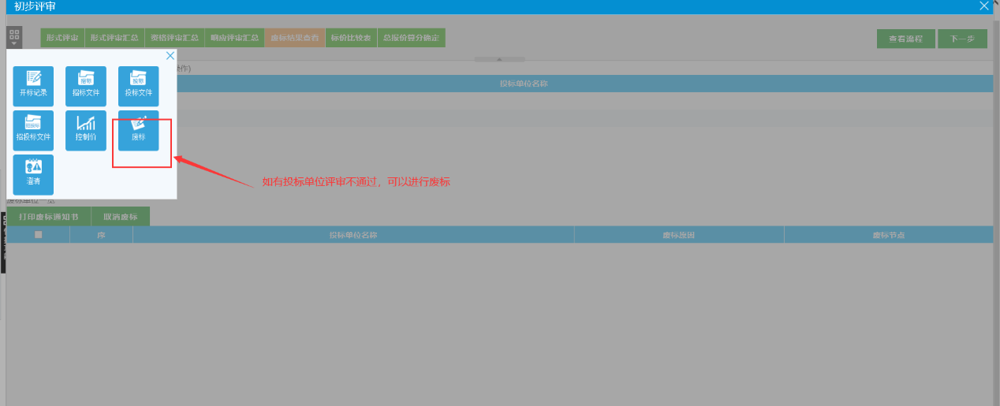 初步评审
形式评审 形式评审汇总 资格评审汇总 响应评审汇总 废标结果查看 标价比较表 总报价得分确定 查看流程 下一步
操作)
投标单位名称
开标记录 招标文件 投标文件
招投标文件 控制价 废标
澄清
如有投标单位评审不通过，可以进行废标
废标单位一览
打印废标通知书 取消废标
序 投标单位名称 废标原因 废标节点